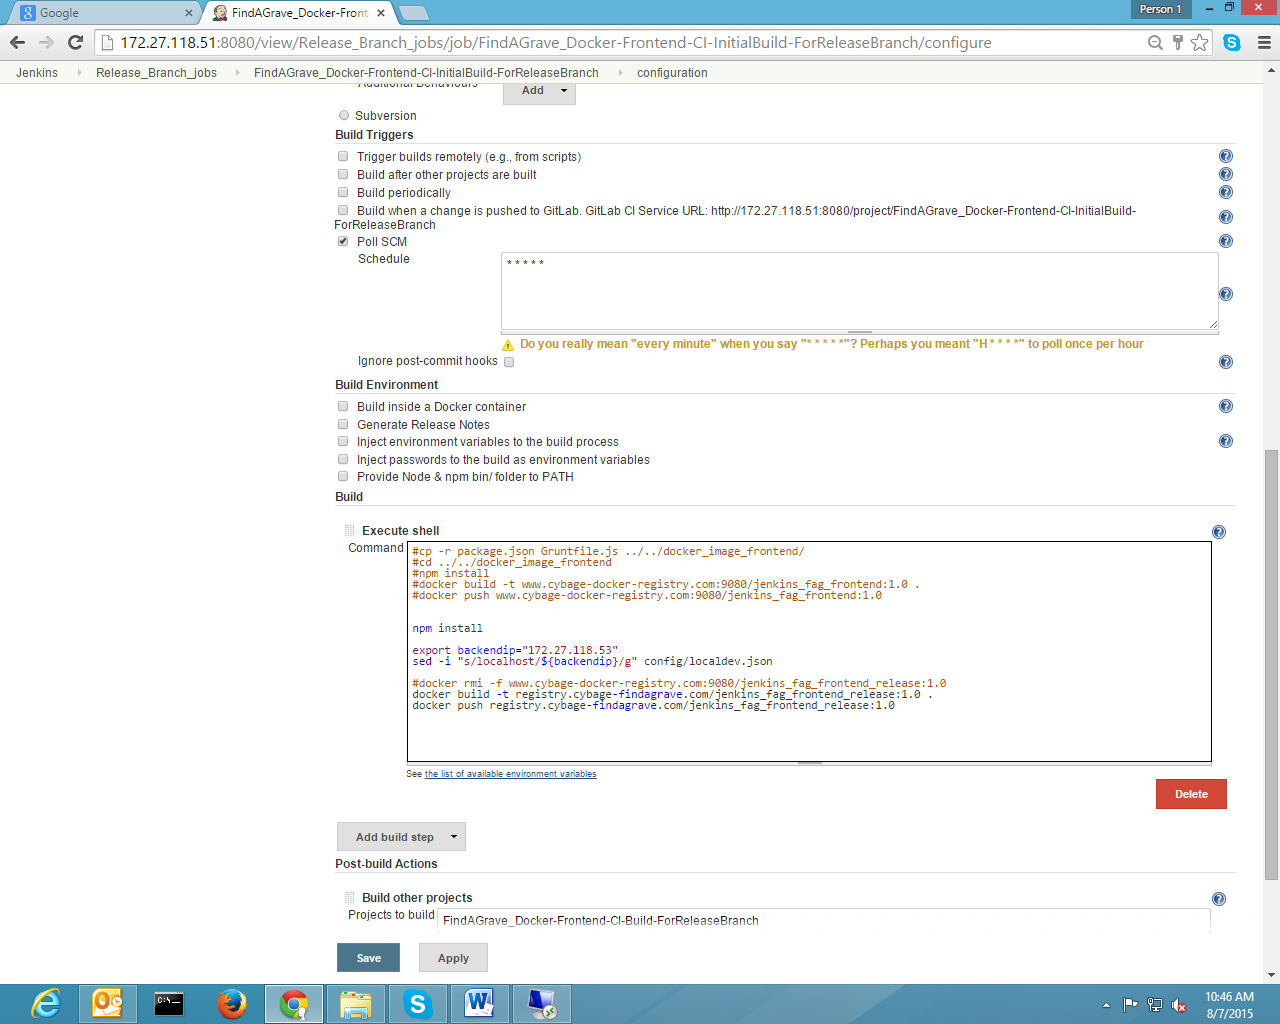 Google
FindAGrave_Docker-Front
Person 1
172.27.118.51:8080/view/Release_Branch_jobs/job/FindAGrave_Docker-Frontend-CI-InitialBuild-ForReleaseBranch/configure
Jenkins Release_Branch_jobs FindAGrave_Docker-Frontend-CI-InitialBuild-ForReleaseBranch configuration
Additional Behaviours Add
Subversion
Build Triggers
Trigger builds remotely (e.g., from scripts)
Build after other projects are built
Build periodically
Build when a change is pushed to GitLab. GitLab CI Service URL: http://172.27.118.51:8080/project/FindAGrave_Docker-Frontend-CI-InitialBuild-
ForReleaseBranch
Poll SCM
Schedule
* * * * *
Do you really mean "every minute" when you say "* * * * *"? Perhaps you meant "H * * * *" to poll once per hour
Ignore post-commit hooks
Build Environment
Build inside a Docker container
Generate Release Notes
Inject environment variables to the build process
Inject passwords to the build as environment variables
Provide Node & npm bin/ folder to PATH
Build
Execute shell
Command
#cp -r package.json Gruntfile.js ../../docker_image_frontend/
#cd ../../docker_image_frontend
#npm install
#docker build -t www.cybage-docker-registry.com:9080/jenkins_fag_frontend:1.0 .
#docker push www.cybage-docker-registry.com:9080/jenkins_fag_frontend:1.0
npm install
export backendip="172.27.118.53"
sed -i "s/localhost/${backendip}/g" config/localdev.json
#docker rmi -f www.cybage-docker-registry.com:9080/jenkins_fag_frontend_release:1.0
docker build -t registry.cybage-findagrave.com/jenkins_fag_frontend_release:1.0 .
docker push registry.cybage-findagrave.com/jenkins_fag_frontend_release:1.0
See the list of available environment variables
Delete
Add build step
Post-build Actions
Build other projects
Projects to build FindAGrave_Docker-Frontend-CI-Build-ForReleaseBranch
Save Apply
10:46 AM
8/7/2015